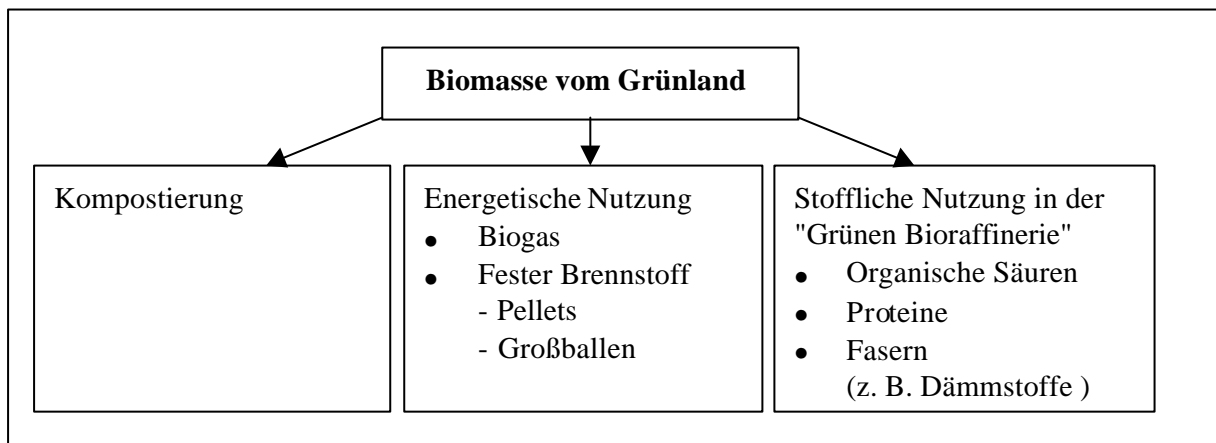 Biomasse vom Grünland
Kompostierung
Energetische Nutzung
● Biogas
● Fester Brennstoff
- Pellets
- Großballen
Stoffliche Nutzung in der
"Grünen Bioraffinerie"
● Organische Säuren
● Proteine
● Fasern
(z. B. Dämmstoffe )